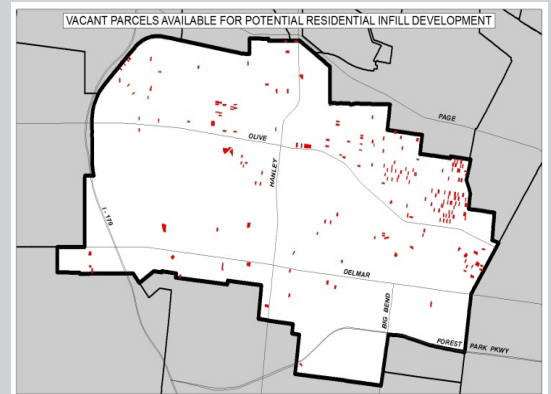 VACANT PARCELS AVAILABLE FOR POTENTIAL RESIDENTIAL INFILL DEVELOPMENT
PAGE
OLIVE
HANLEY
I - 170
DELMAR
BIG BEND
FOREST PARK PKWY